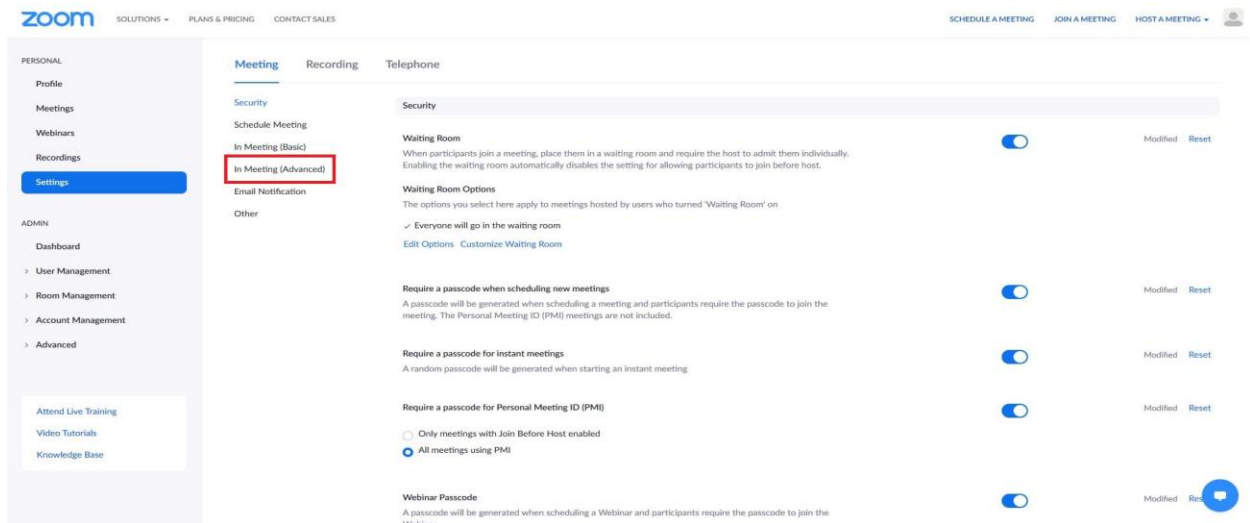 zoom SOLUTIONS PLANS & PRICING CONTACT SALES SCHEDULE A MEETING JOIN A MEETING HOST A MEETING
PERSONAL
Profile
Meetings
Webinars
Recordings
Settings
ADMIN
Dashboard
User Management
Room Management
Account Management
Advanced
Attend Live Training
Video Tutorials
Knowledge Base
Meeting Recording Telephone
Security
Schedule Meeting
In Meeting (Basic)
In Meeting (Advanced)
Email Notification
Other
Security
Waiting Room Modified Reset
When participants join a meeting, place them in a waiting room and require the host to admit them individually.
Enabling the waiting room automatically disables the setting for allowing participants to join before host.
Waiting Room Options
The options you select here apply to meetings hosted by users who turned 'Waiting Room' on
Everyone will go in the waiting room
Edit Options Customize Waiting Room
Require a passcode when scheduling new meetings Modified Reset
A passcode will be generated when scheduling a meeting and participants require the passcode to join the
meeting. The Personal Meeting ID (PMI) meetings are not included.
Require a passcode for instant meetings Modified Reset
A random passcode will be generated when starting an instant meeting
Require a passcode for Personal Meeting ID (PMI) Modified Reset
Only meetings with Join Before Host enabled
All meetings using PMI
Webinar Passcode Modified
A passcode will be generated when scheduling a Webinar and participants require the passcode to join the